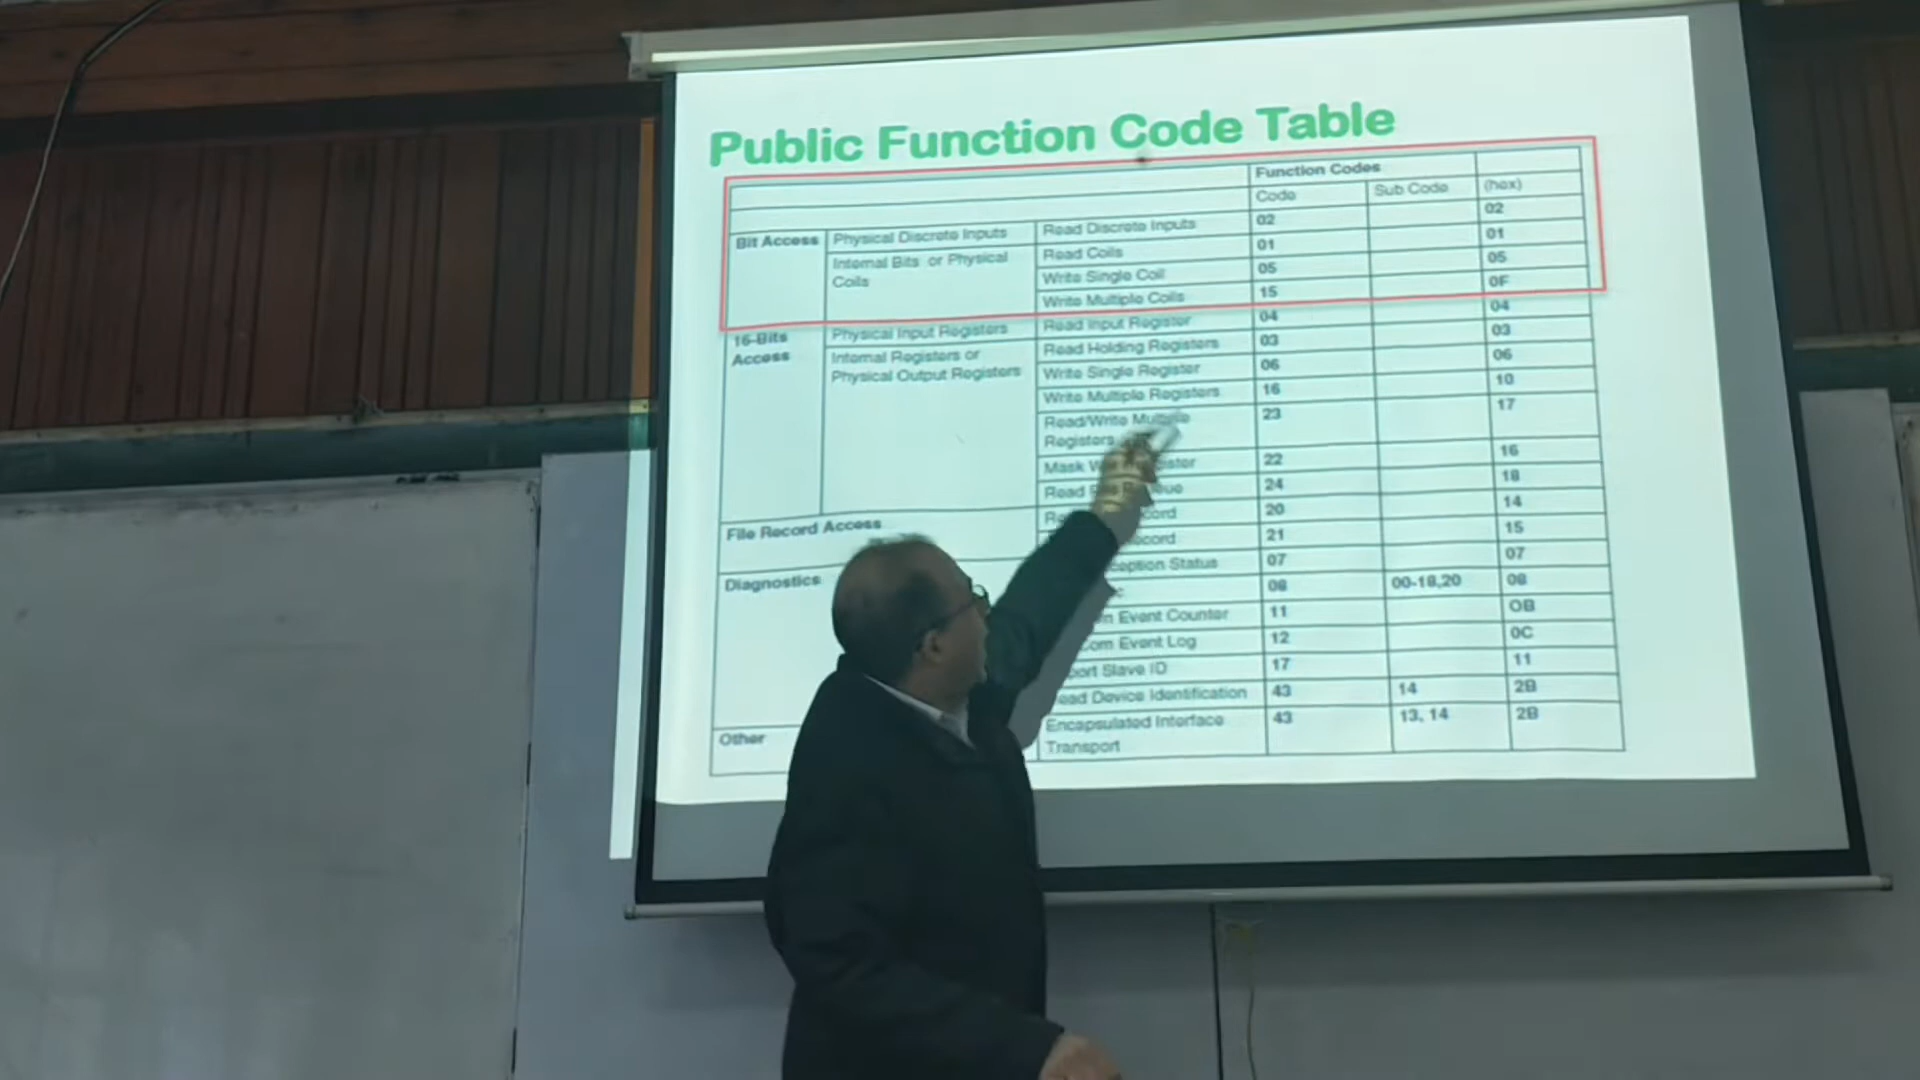 Public Function Code Table
Function Codes
Code Sub Code (hex)
Bit Access Physical Discrete Inputs Read Discrete Inputs 02 02
Internal Bits or Physical Coils Read Coils 01 01
Write Single Coil 05 05
Write Multiple Coils 15 0F
16-Bits Access Physical Input Registers Read Input Register 04 04
Internal Registers or Physical Output Registers Read Holding Registers 03 03
Write Single Register 06 06
Write Multiple Registers 16 10
Read/Write Multiple Registers 23 17
Mask 22 16
Read 24 18
File Record Access 20 14
21 15
Diagnostics Status 07 07
08 00-18,20 08
Event Counter 11 OB
Event Log 12 0C
Slave ID 17 11
Device Identification 43 14 2B
Other Encapsulated Interface Transport 43 13, 14 2B